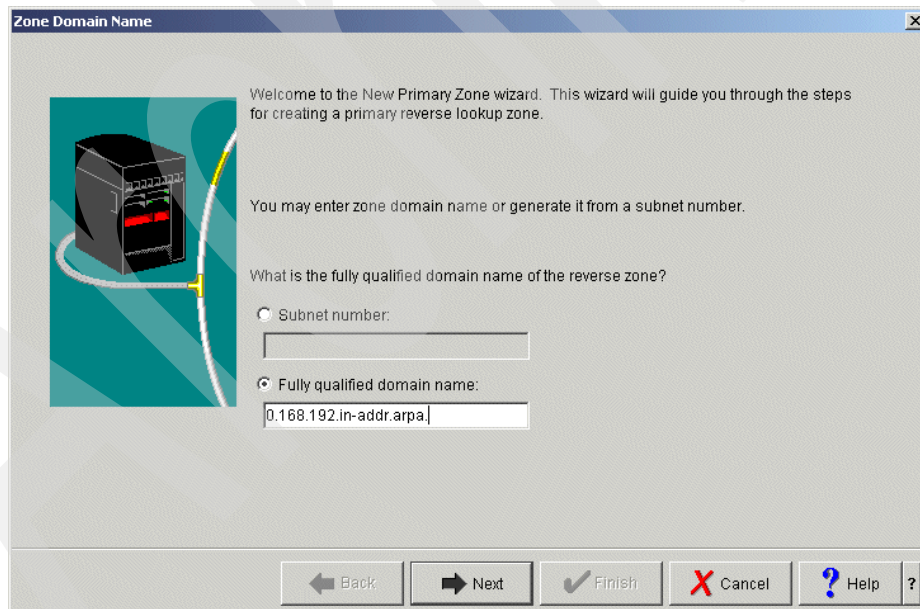 Zone Domain Name
Welcome to the New Primary Zone wizard. This wizard will guide you through the steps
for creating a primary reverse lookup zone.
You may enter zone domain name or generate it from a subnet number.
What is the fully qualified domain name of the reverse zone?
Subnet number:
Fully qualified domain name:
0.168.192.in-addr.arpa.
Back
Next
Finish
Cancel
? Help
?